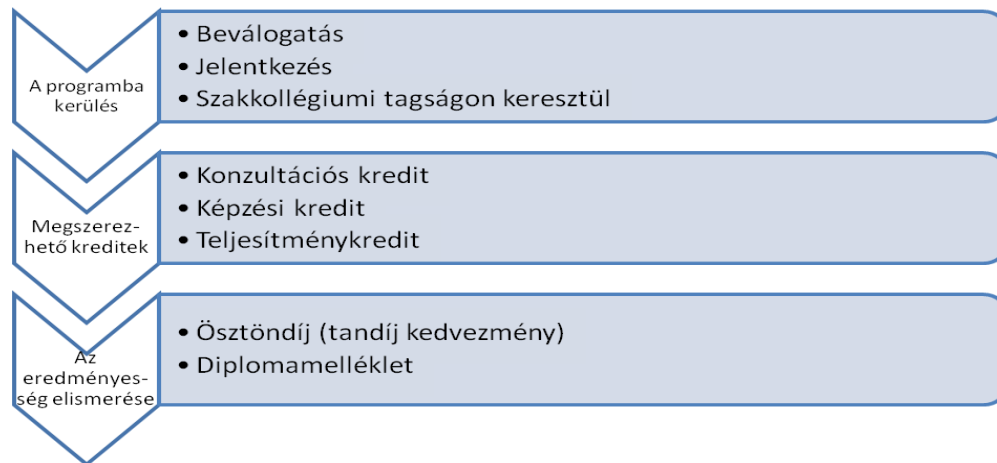 A programba
kerülés
• Beválogatás
• Jelentkezés
• Szakkollégiumi tagságon keresztül
Megszerez-
hető kreditek
• Konzultációs kredit
• Képzési kredit
• Teljesítménykredit
Az
eredményes-
ség elismerése
• Ösztöndíj (tandíj kedvezmény)
• Diplomamelléklet